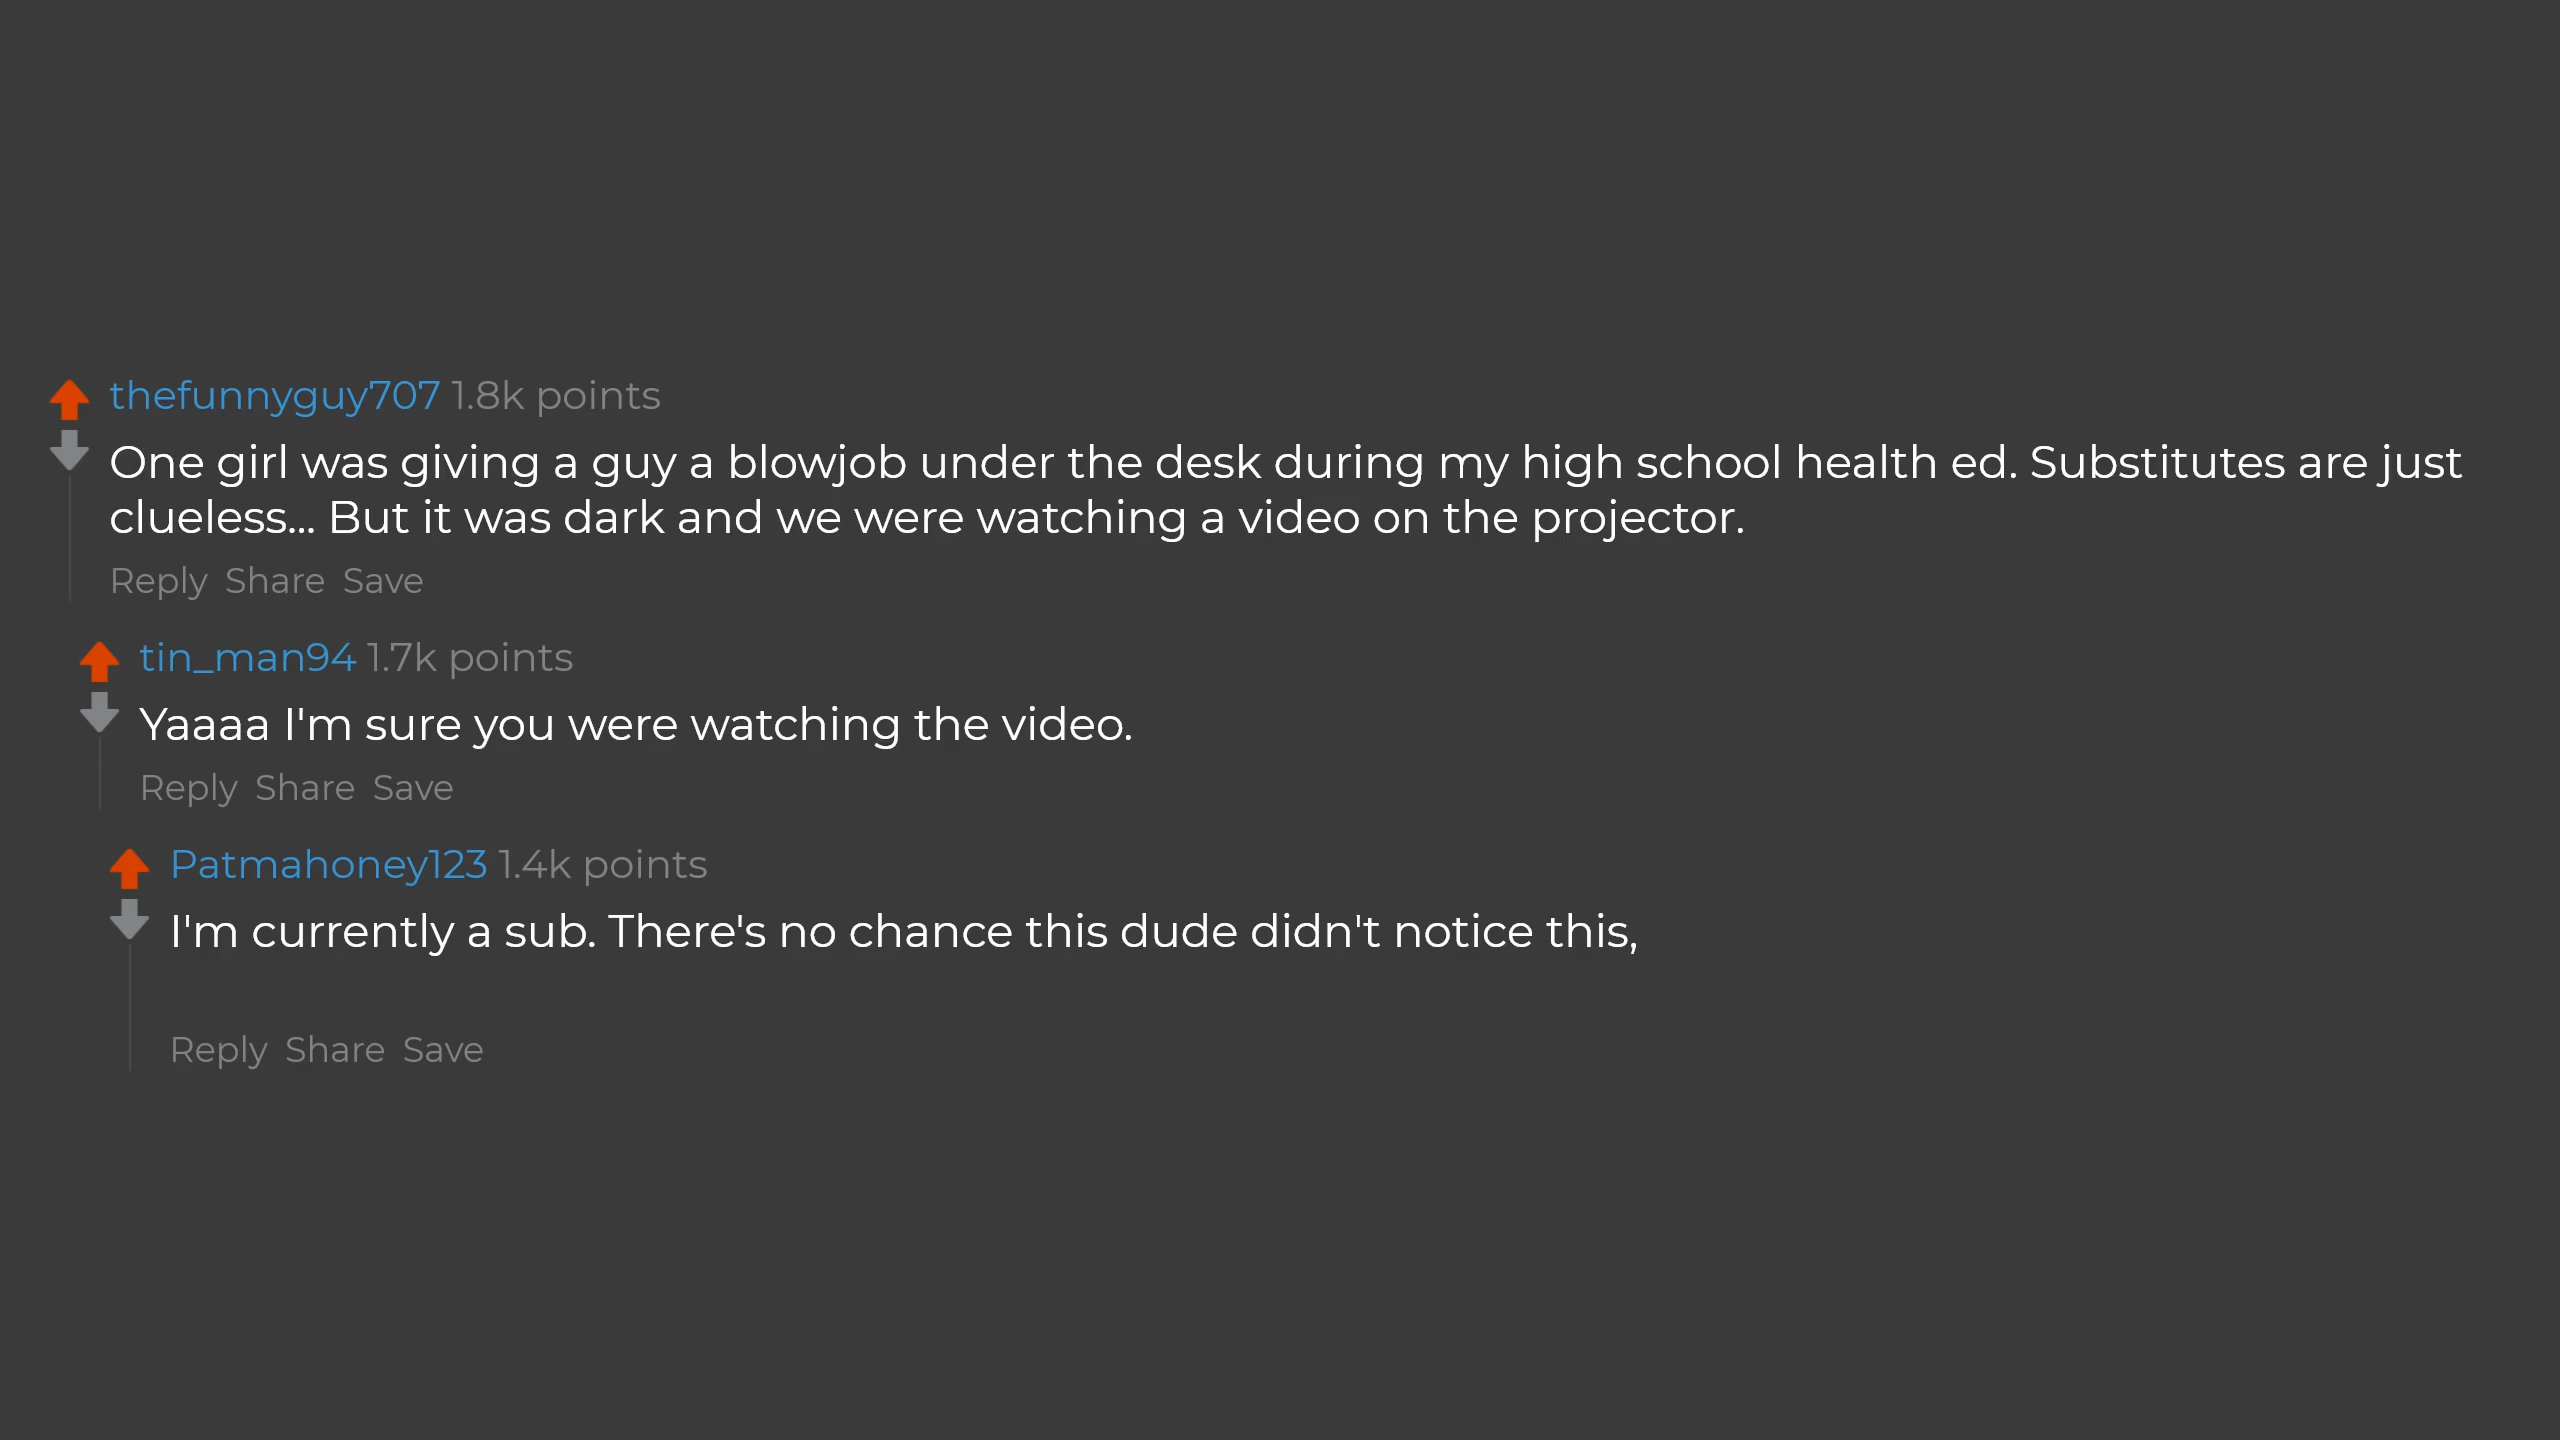 thefunnyguy707 1.8k points
One girl was giving a guy a blowjob under the desk during my high school health ed. Substitutes are just
clueless... But it was dark and we were watching a video on the projector.
Reply Share Save
tin_man94 1.7k points
Yaaaa I'm sure you were watching the video.
Reply Share Save
Patmahoney123 1.4k points
I'm currently a sub. There's no chance this dude didn't notice this,
Reply Share Save